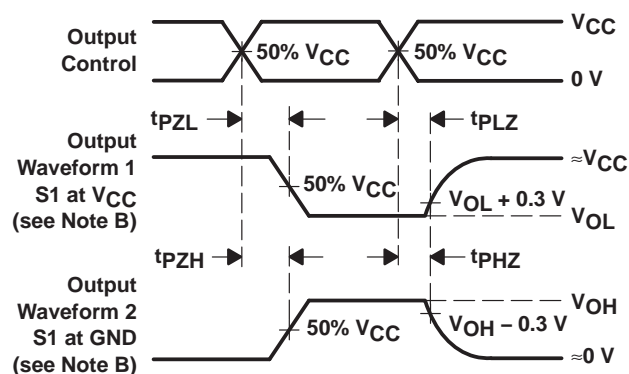 Output
Control
50% VCC
50% VCC
VCC
0 V
tPZL
tPLZ
Output
Waveform 1
S1 at VCC
(see Note B)
50% VCC
≈VCC
VOL + 0.3 V
VOL
tPZH
tPHZ
Output
Waveform 2
S1 at GND
(see Note B)
50% VCC
VOH
VOH – 0.3 V
≈0 V